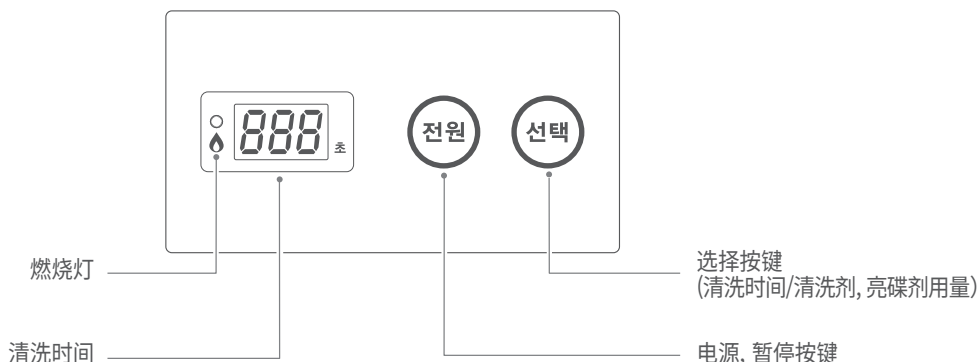 888
초
전원
선택
燃烧灯
选择按键
(清洗时间/清洗剂, 亮碟剂用量)
清洗时间
电源, 暂停按键